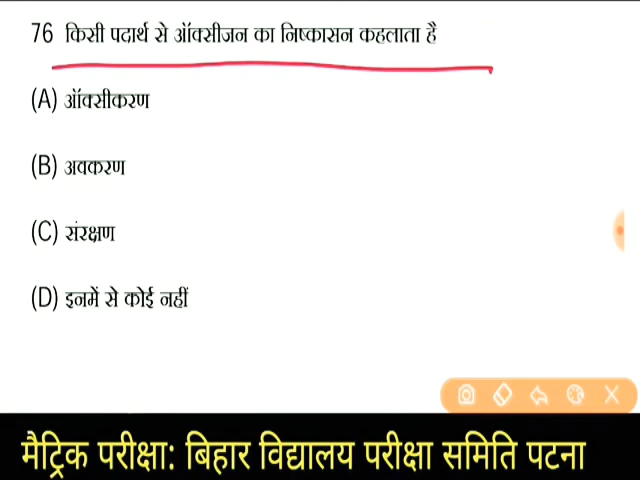 76 किसी पदार्थ से ऑक्सीजन का निष्कासन कहलाता है
(A) ऑक्सीकरण
(B) अवकरण
(C) संरक्षण
(D) इनमें से कोई नहीं
मैट्रिक परीक्षा: बिहार विद्यालय परीक्षा समिति पटना